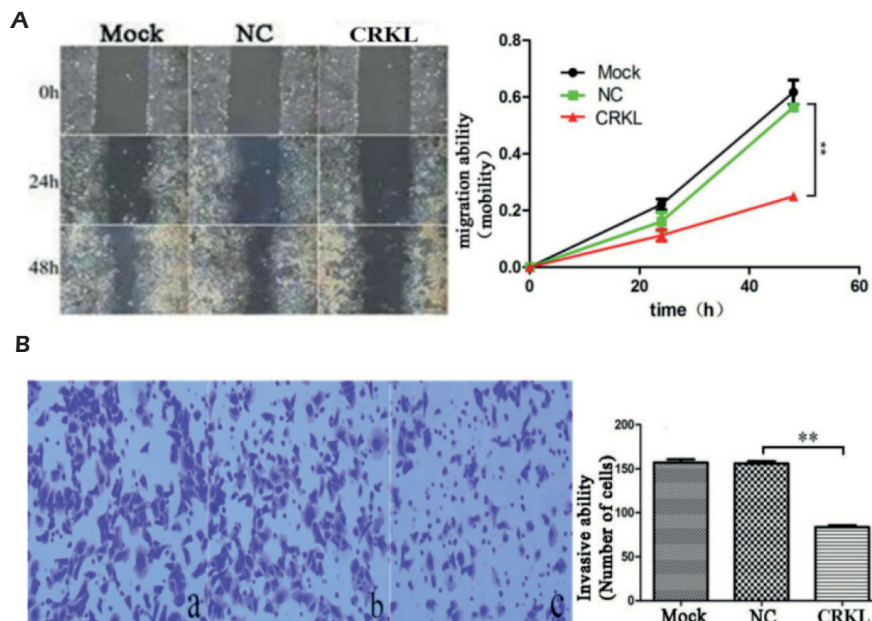 A
Mock NC CRKL
0h
24h
48h
migration ability
(mobility)
0.8
0.6
0.4
0.2
0.0
Mock
NC
CRKL
**
0 20 40 60
time (h)
B
a b c
Invasive ability
(Number of cells)
200
150
100
50
0
**
Mock NC CRKL